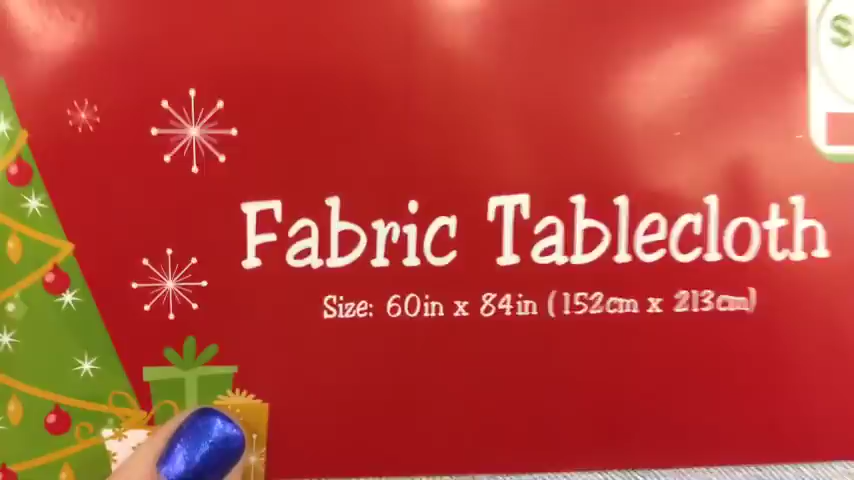 Fabric Tablecloth
Size: 60in x 84in (152cm x 213cm)